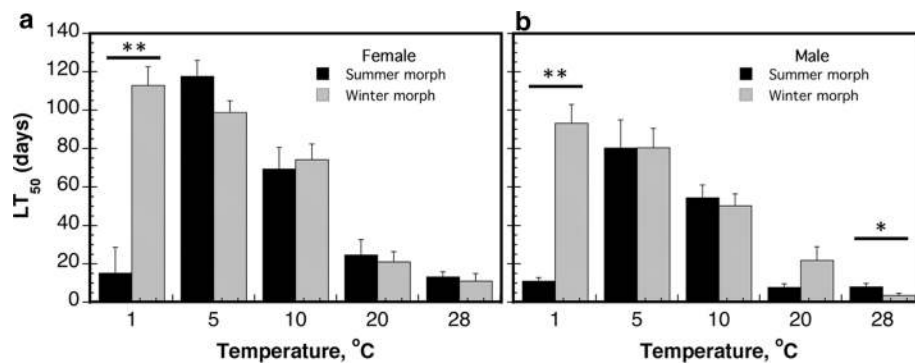 a
b
140
120
100
80
60
40
20
0
LT50 (days)
**
Female
Summer morph
Winter morph
1 5 10 20 28
Temperature, °C
**
Male
Summer morph
Winter morph
*
1 5 10 20 28
Temperature, °C